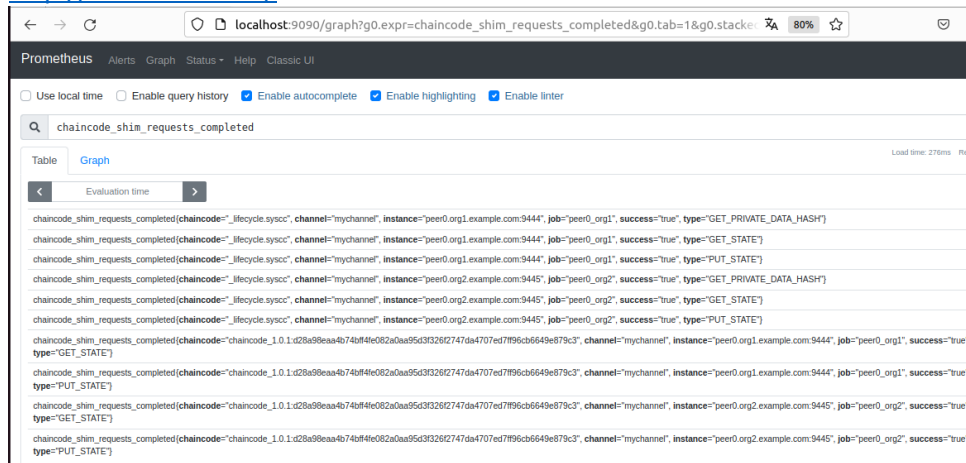 localhost:9090/graph?g0.expr=chaincode_shim_requests_completed&g0.tab=1&g0.stacke
80%
Prometheus Alerts Graph Status Help Classic UI
Use local time Enable query history Enable autocomplete Enable highlighting Enable linter
chaincode_shim_requests_completed
Load time: 276ms Re
Table Graph
Evaluation time
chaincode_shim_requests_completed{chaincode="_lifecycle.syscc", channel="mychannel", instance="peer0.org1.example.com:9444", job="peer0_org1", success="true", type="GET_PRIVATE_DATA_HASH"}
chaincode_shim_requests_completed{chaincode="_lifecycle.syscc", channel="mychannel", instance="peer0.org1.example.com:9444", job="peer0_org1", success="true", type="GET_STATE"}
chaincode_shim_requests_completed{chaincode="_lifecycle.syscc", channel="mychannel", instance="peer0.org1.example.com:9444", job="peer0_org1", success="true", type="PUT_STATE"}
chaincode_shim_requests_completed{chaincode="_lifecycle.syscc", channel="mychannel", instance="peer0.org2.example.com:9445", job="peer0_org2", success="true", type="GET_PRIVATE_DATA_HASH"}
chaincode_shim_requests_completed{chaincode="_lifecycle.syscc", channel="mychannel", instance="peer0.org2.example.com:9445", job="peer0_org2", success="true", type="GET_STATE"}
chaincode_shim_requests_completed{chaincode="_lifecycle.syscc", channel="mychannel", instance="peer0.org2.example.com:9445", job="peer0_org2", success="true", type="PUT_STATE"}
chaincode_shim_requests_completed{chaincode="chaincode_1.0.1:d28a98eaa4b74bff4fe082a0aa95d3f326f2747da4707ed7ff96cb6649e879c3", channel="mychannel", instance="peer0.org1.example.com:9444", job="peer0_org1", success="true"
type="GET_STATE"}
chaincode_shim_requests_completed{chaincode="chaincode_1.0.1:d28a98eaa4b74bff4fe082a0aa95d3f326f2747da4707ed7ff96cb6649e879c3", channel="mychannel", instance="peer0.org1.example.com:9444", job="peer0_org1", success="true"
type="PUT_STATE"}
chaincode_shim_requests_completed{chaincode="chaincode_1.0.1:d28a98eaa4b74bff4fe082a0aa95d3f326f2747da4707ed7ff96cb6649e879c3", channel="mychannel", instance="peer0.org2.example.com:9445", job="peer0_org2", success="true"
type="GET_STATE"}
chaincode_shim_requests_completed{chaincode="chaincode_1.0.1:d28a98eaa4b74bff4fe082a0aa95d3f326f2747da4707ed7ff96cb6649e879c3", channel="mychannel", instance="peer0.org2.example.com:9445", job="peer0_org2", success="true"
type="PUT_STATE"}